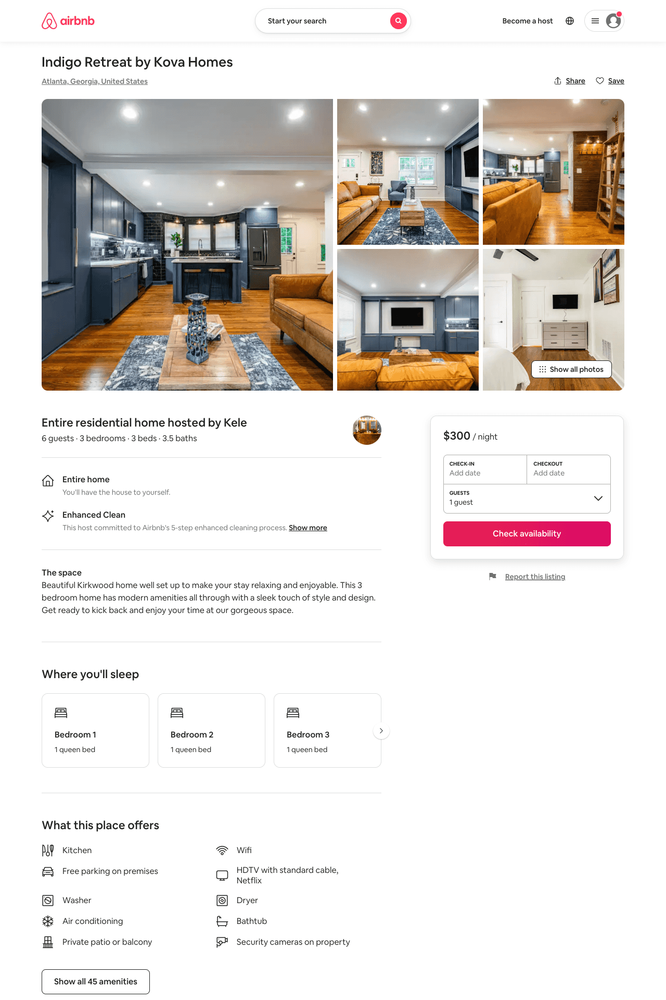 airbnb
Start your search
Become a host
Indigo Retreat by Kova Homes
Atlanta, Georgia, United States
Share
Save
Show all photos
Entire residential home hosted by Kele
6 guests · 3 bedrooms · 3 beds · 3.5 baths
Entire home
You’ll have the house to yourself.
Enhanced Clean
This host committed to Airbnb's 5-step enhanced cleaning process. Show more
The space
Beautiful Kirkwood home well set up to make your stay relaxing and enjoyable. This 3
bedroom home has modern amenities all through with a sleek touch of style and design.
Get ready to kick back and enjoy your time at our gorgeous space.
$300 / night
CHECK-IN
Add date
CHECKOUT
Add date
GUESTS
1 guest
Check availability
Report this listing
Where you'll sleep
Bedroom 1
1 queen bed
Bedroom 2
1 queen bed
Bedroom 3
1 queen bed
What this place offers
Kitchen
Wifi
Free parking on premises
HDTV with standard cable,
Netflix
Washer
Dryer
Air conditioning
Bathtub
Private patio or balcony
Security cameras on property
Show all 45 amenities